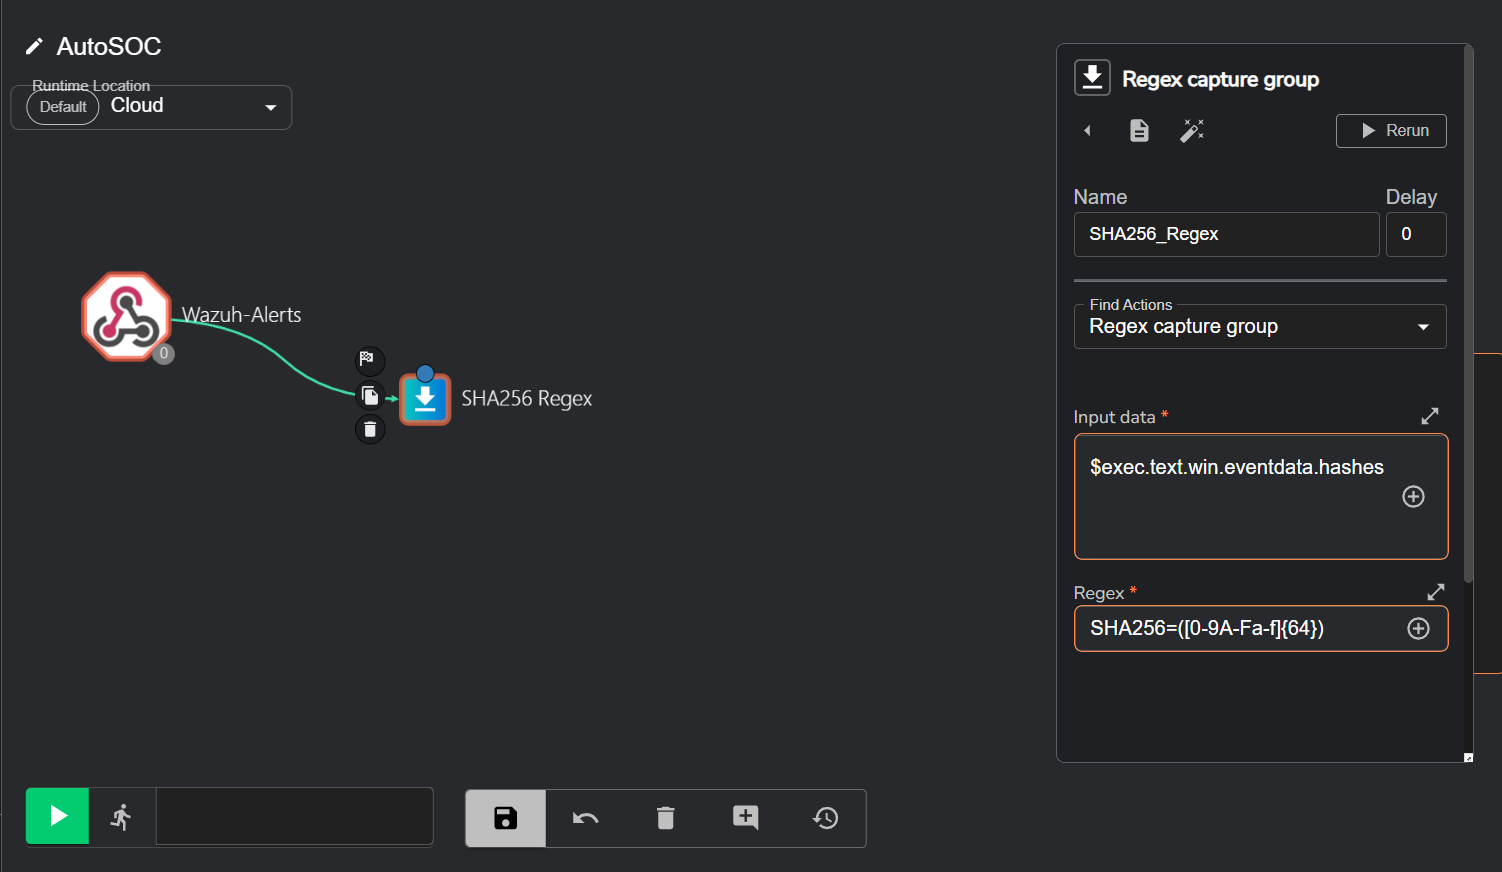 AutoSOC
Runtime Location
Default Cloud
Wazuh-Alerts
0
SHA256 Regex
Regex capture group
Rerun
Name Delay
SHA256_Regex 0
Find Actions
Regex capture group
Input data *
$exec.text.win.eventdata.hashes
Regex *
SHA256=([0-9A-Fa-f]{64})